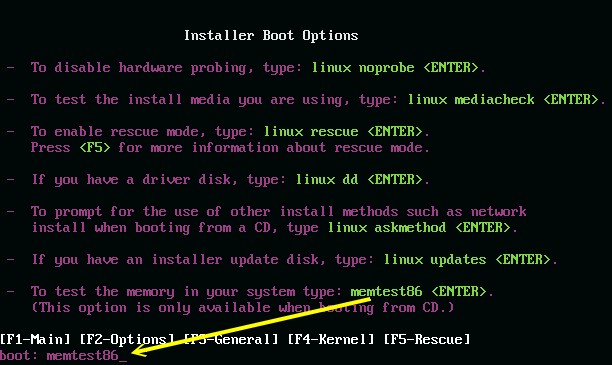 Installer Boot Options
- To disable hardware probing, type: linux noprobe <ENTER>.
- To test the install media you are using, type: linux mediacheck <ENTER>.
- To enable rescue mode, type: linux rescue <ENTER>.
Press <F5> for more information about rescue mode.
- If you have a driver disk, type: linux dd <ENTER>.
- To prompt for the use of other install methods such as network
install when booting from a CD, type linux askmethod <ENTER>.
- If you have an installer update disk, type: linux updates <ENTER>.
- To test the memory in your system type: memtest86 <ENTER>.
(This option is only available when booting from CD.)
[F1-Main] [F2-Options] [F3-General] [F4-Kernel] [F5-Rescue]
boot: memtest86_